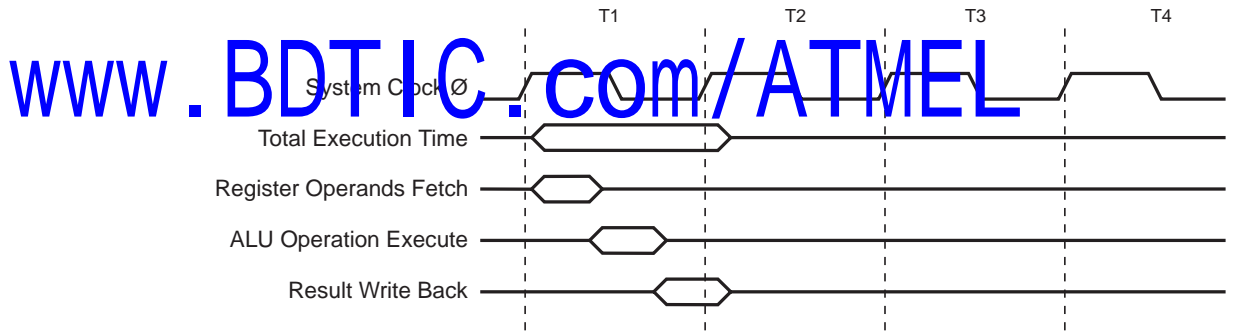 T1 T2 T3 T4
www.BDTIC.com/ATMEL
System Clock Ø
Total Execution Time
Register Operands Fetch
ALU Operation Execute
Result Write Back